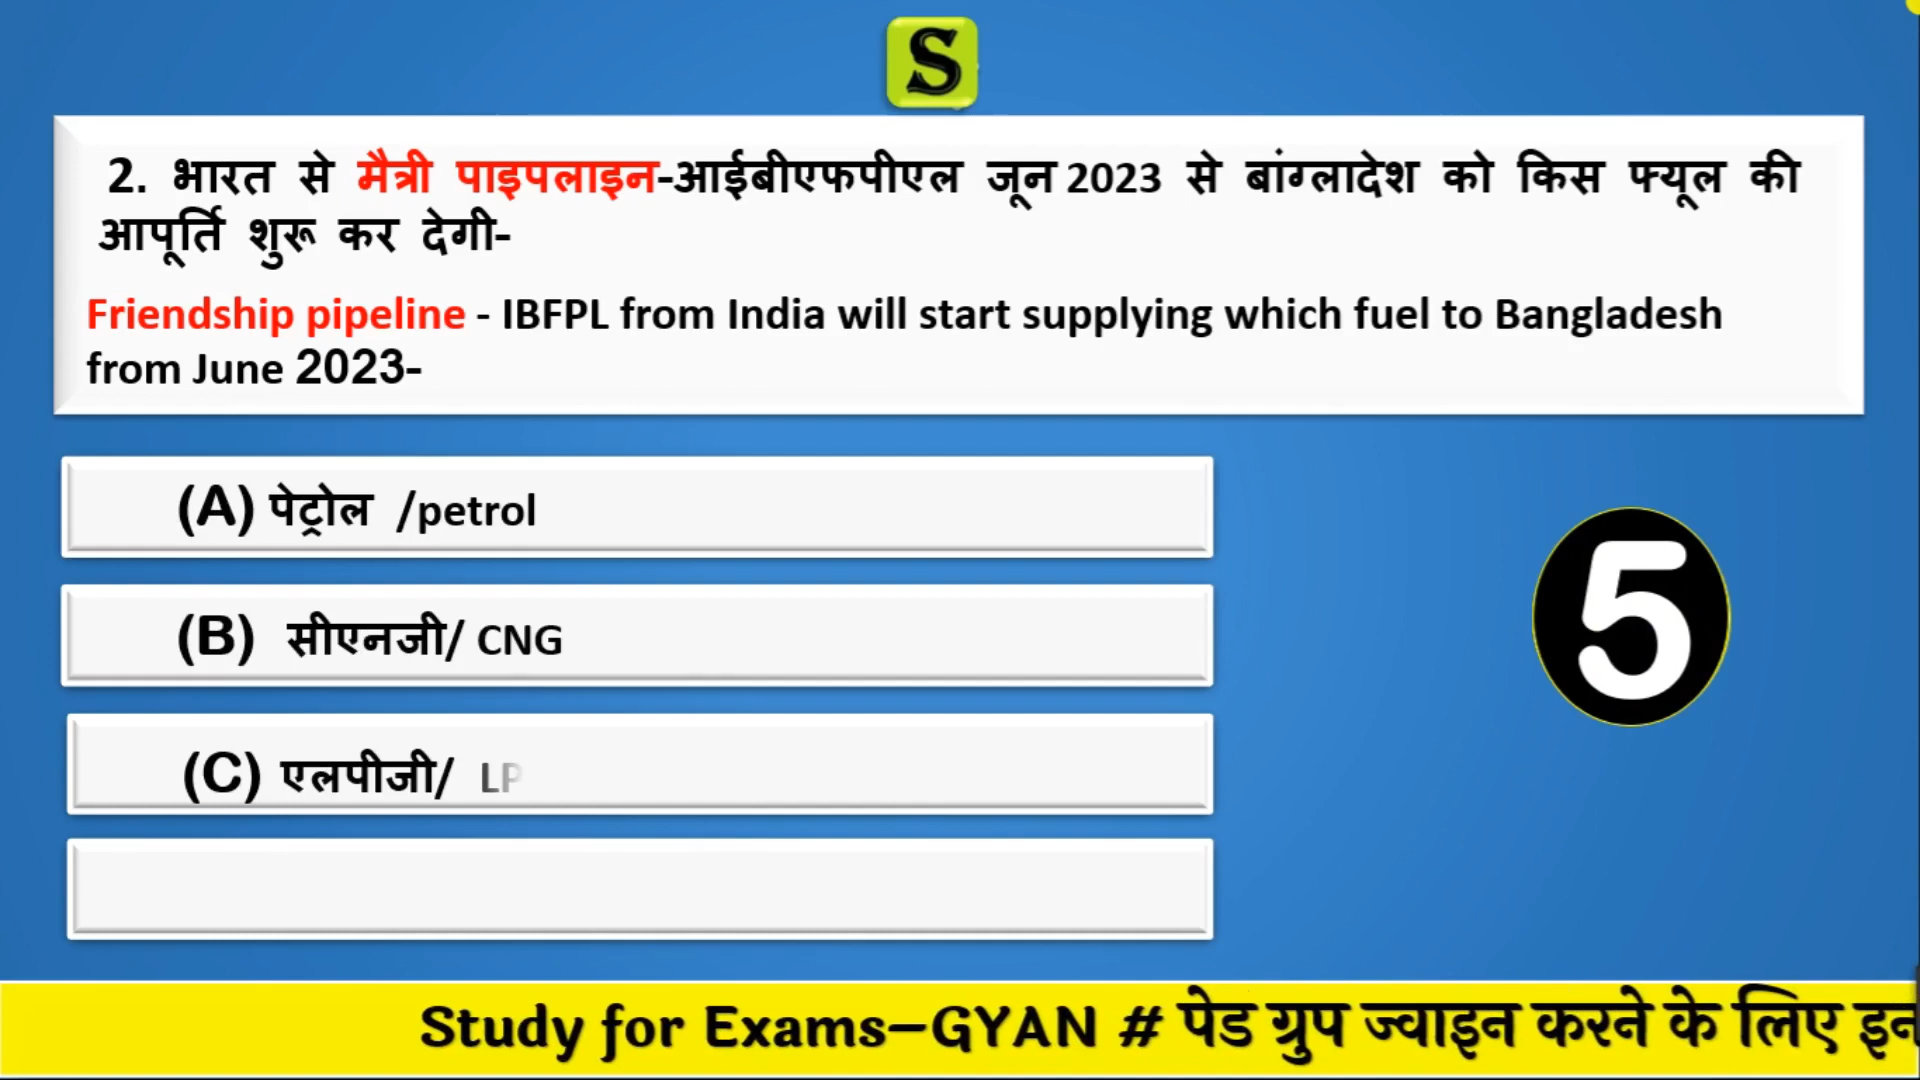 S
2. भारत से मैत्री पाइपलाइन-आईबीएफपीएल जून 2023 से बांग्लादेश को किस फ्यूल की
आपूर्ति शुरू कर देगी-
Friendship pipeline - IBFPL from India will start supplying which fuel to Bangladesh
from June 2023-
(A) पेट्रोल /petrol
(B) सीएनजी/ CNG
5
(C) एलपीजी/ LP
Study for Exams–GYAN # पेड ग्रुप ज्वाइन करने के लिए